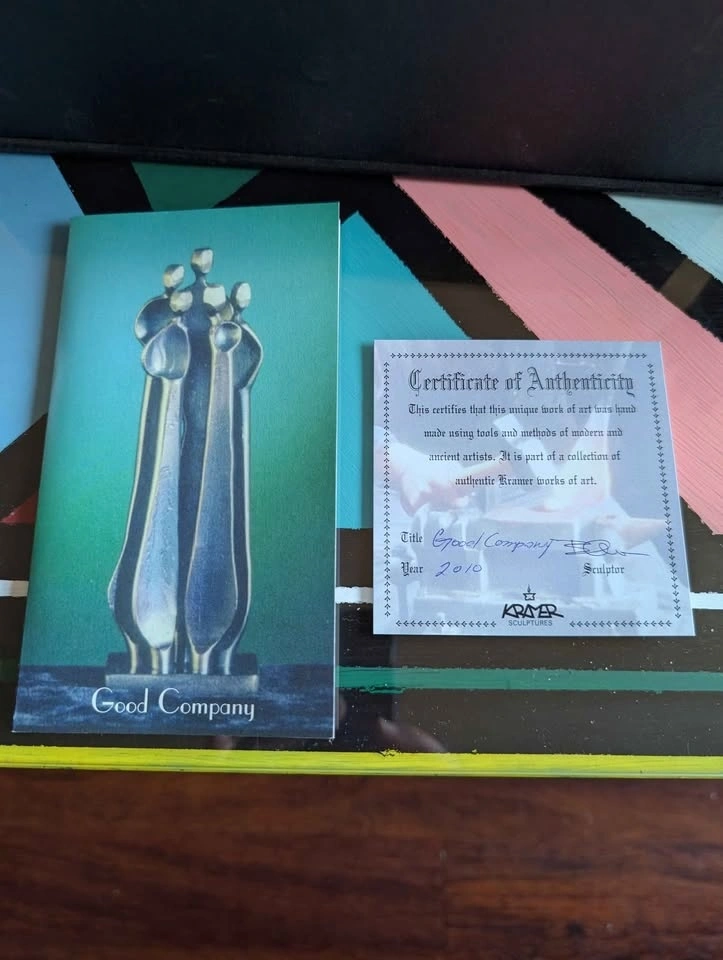 Good Company
Certificate of Authenticity
This certifies that this unique work of art was hand
made using tools and methods of modern and
ancient artists. It is part of a collection of
authentic Kramer works of art.
Title Good Company
Year 2010 Sculptor
KRAMER
SCULPTURES